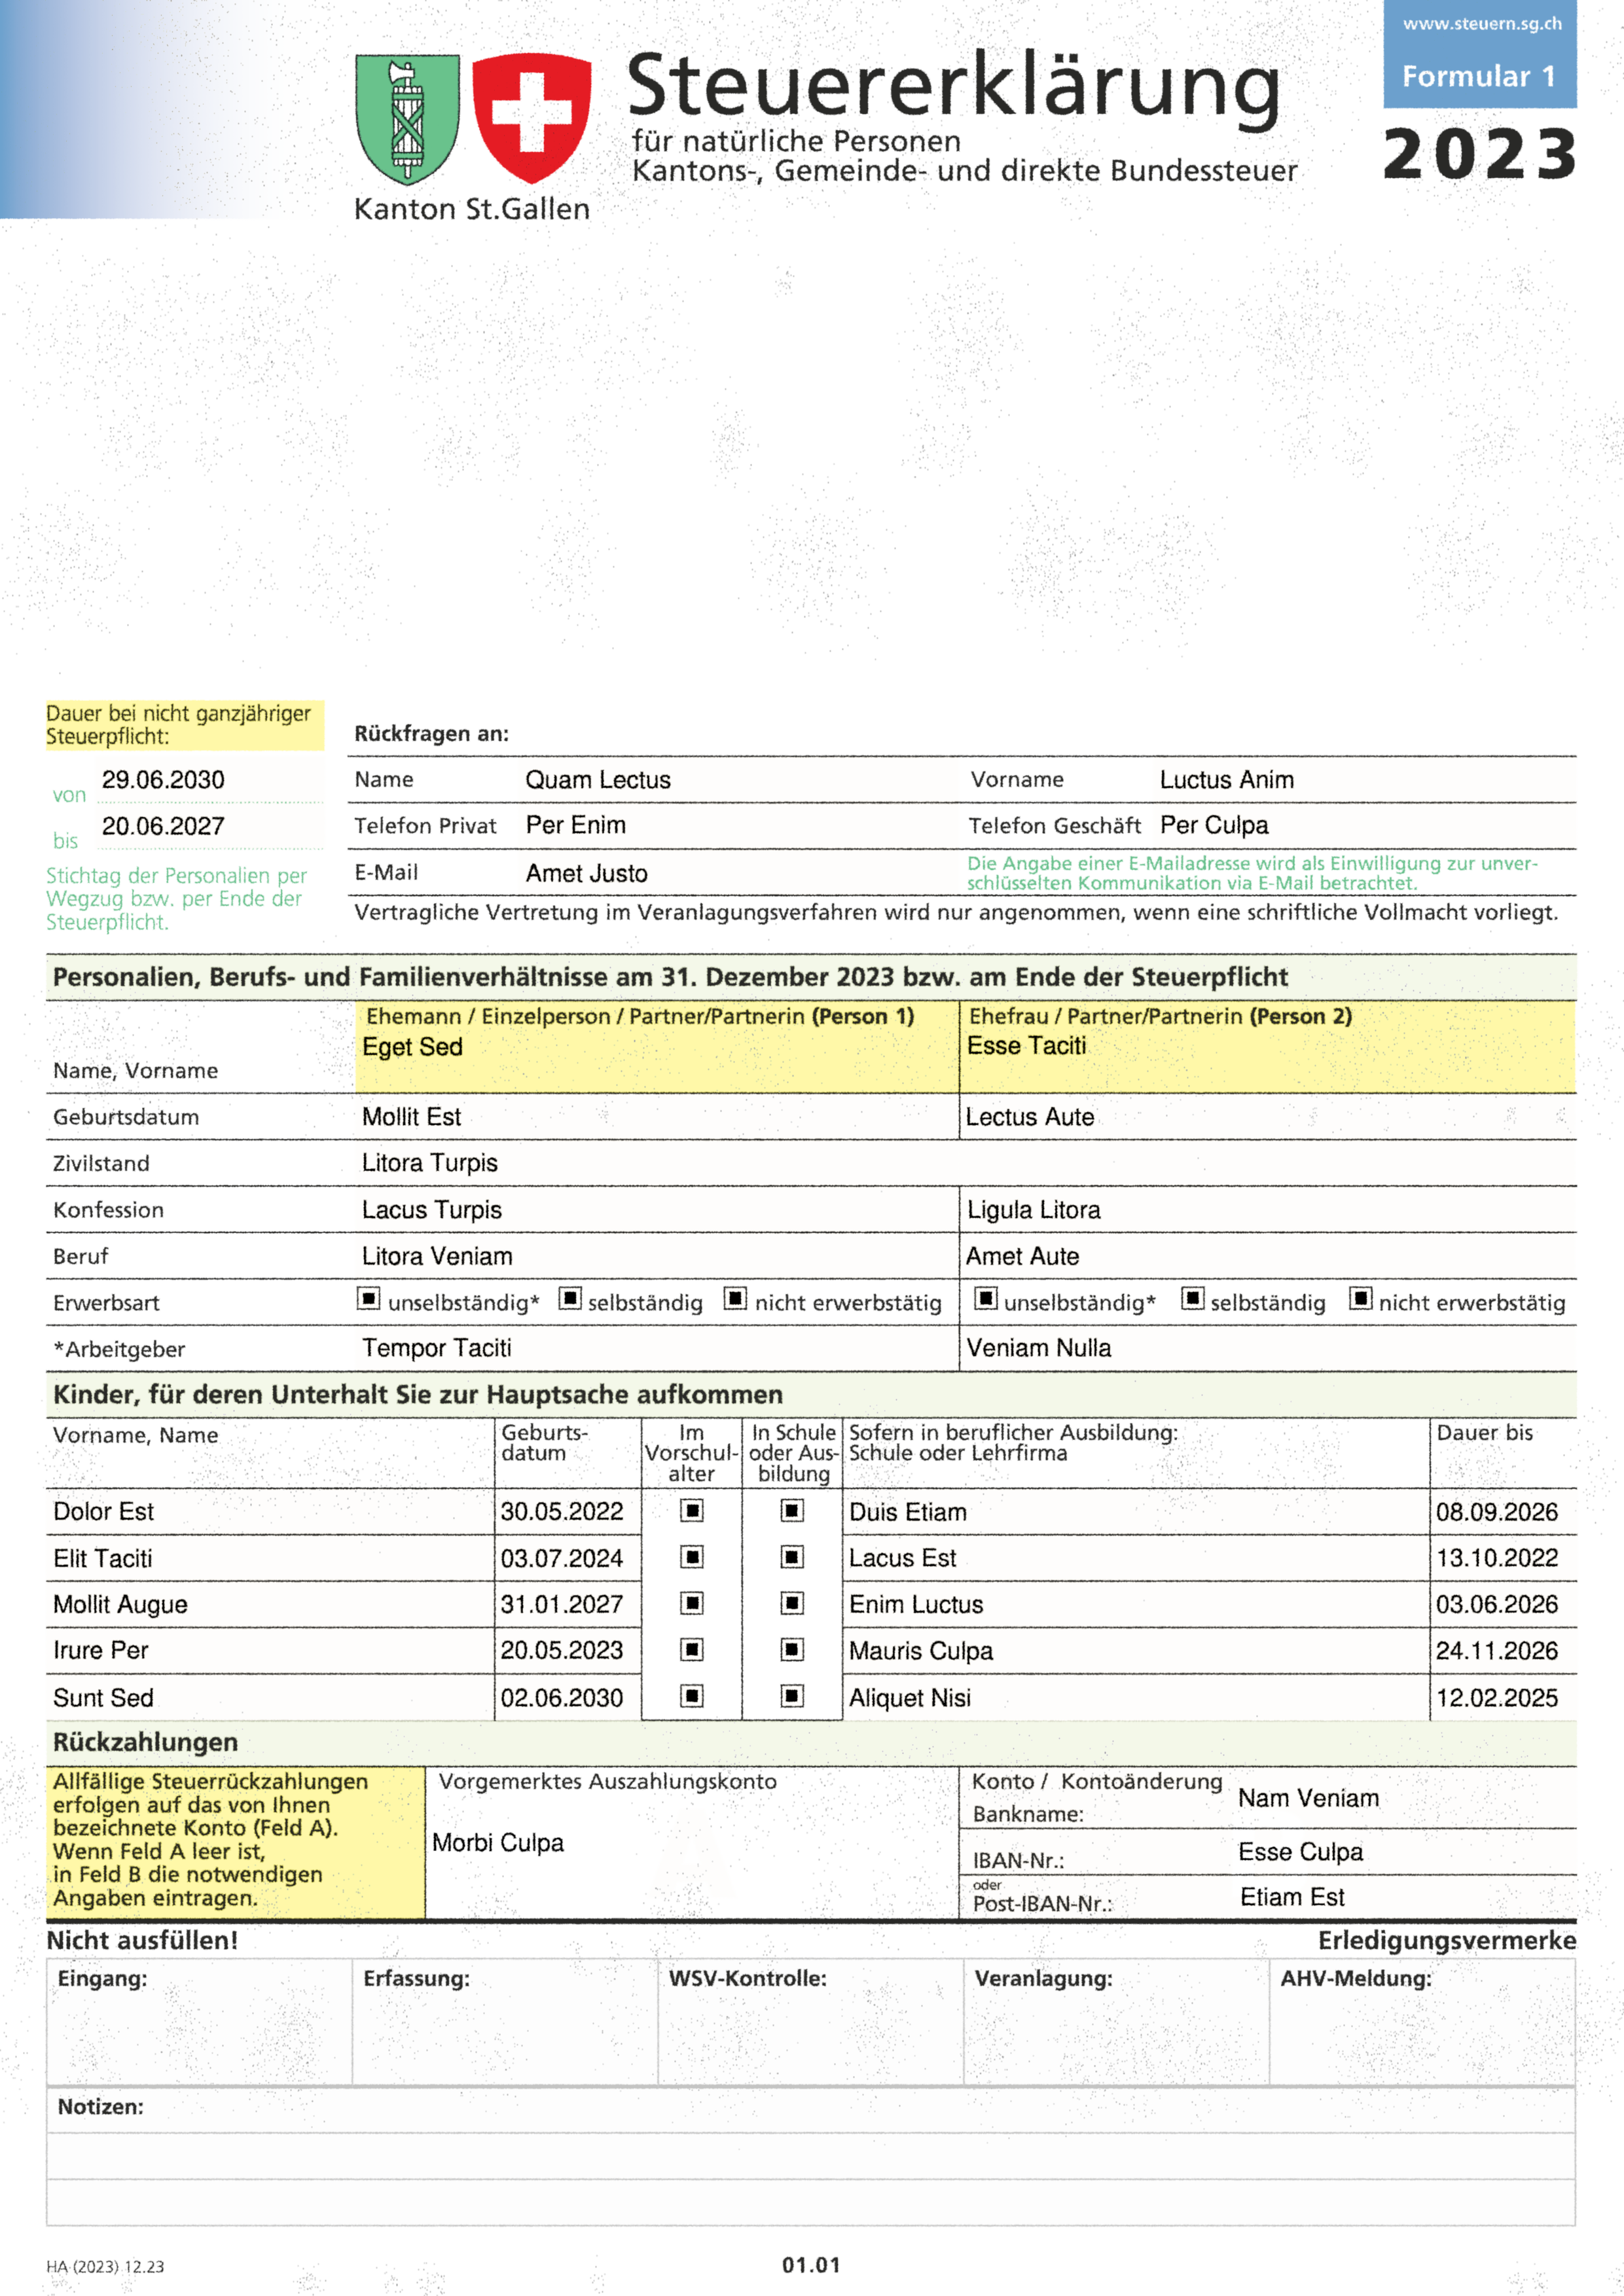 www.steuern.sg.ch
Formular 1
2023
Steuererklärung
für natürliche Personen
Kantons-, Gemeinde- und direkte Bundessteuer
Kanton St.Gallen
Dauer bei nicht ganzjähriger
Steuerpflicht:
von 29.06.2030
bis 20.06.2027
Stichtag der Personalien per
Wegzug bzw. per Ende der
Steuerpflicht.
Rückfragen an:
Name Quam Lectus Vorname Luctus Anim
Telefon Privat Per Enim Telefon Geschäft Per Culpa
E-Mail Amet Justo
Die Angabe einer E-Mailadresse wird als Einwilligung zur unver-
schlüsselten Kommunikation via E-Mail betrachtet.
Vertragliche Vertretung im Veranlagungsverfahren wird nur angenommen, wenn eine schriftliche Vollmacht vorliegt.
Personalien, Berufs- und Familienverhältnisse am 31. Dezember 2023 bzw. am Ende der Steuerpflicht
Ehemann / Einzelperson / Partner/Partnerin (Person 1) Ehefrau / Partner/Partnerin (Person 2)
Name, Vorname Eget Sed Esse Taciti
Geburtsdatum Mollit Est Lectus Aute
Zivilstand Litora Turpis
Konfession Lacus Turpis Ligula Litora
Beruf Litora Veniam Amet Aute
Erwerbsart unselbständig* selbständig nicht erwerbstätig unselbständig* selbständig nicht erwerbstätig
*Arbeitgeber Tempor Taciti Veniam Nulla
Kinder, für deren Unterhalt Sie zur Hauptsache aufkommen
Vorname, Name Geburts- Im In Schule Sofern in beruflicher Ausbildung: Dauer bis
datum Vorschul- oder Aus- Schule oder Lehrfirma
alter bildung
Dolor Est 30.05.2022 Duis Etiam 08.09.2026
Elit Taciti 03.07.2024 Lacus Est 13.10.2022
Mollit Augue 31.01.2027 Enim Luctus 03.06.2026
Irure Per 20.05.2023 Mauris Culpa 24.11.2026
Sunt Sed 02.06.2030 Aliquet Nisi 12.02.2025
Rückzahlungen
Allfällige Steuerrückzahlungen
erfolgen auf das von Ihnen
bezeichnete Konto (Feld A).
Wenn Feld A leer ist,
in Feld B die notwendigen
Angaben eintragen.
Vorgemerktes Auszahlungskonto
Morbi Culpa
Konto / Kontoänderung
Bankname: Nam Veniam
IBAN-Nr.: Esse Culpa
oder
Post-IBAN-Nr.: Etiam Est
Nicht ausfüllen! Erledigungsvermerke
Eingang: Erfassung: WSV-Kontrolle: Veranlagung: AHV-Meldung:
Notizen:
HA (2023) 12.23 01.01